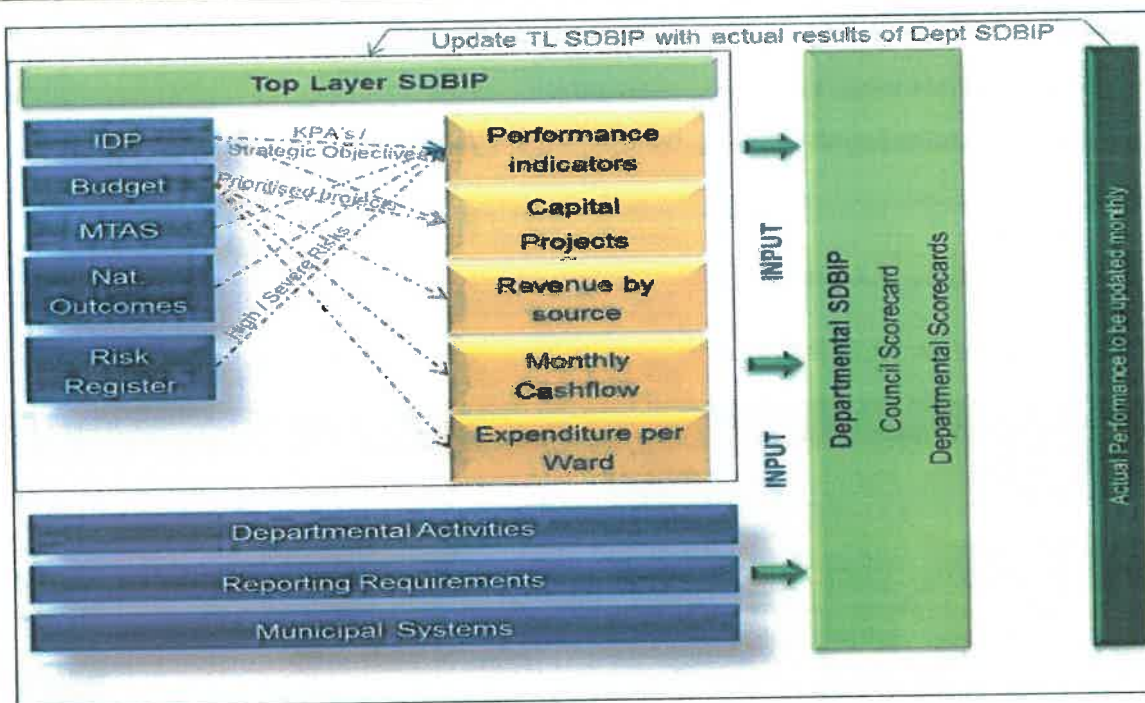 Update TL SDBIP with actual results of Dept SDBIP
Top Layer SDBIP
IDP
Budget
MTAS
Nat.
Outcomes
Risk
Register
KPA's /
Strategic Objectives
Prioritised projects
High / Severe Risks
Performance
indicators
Capital
Projects
Revenue by
source
Monthly
Cashflow
Expenditure per
Ward
INPUT
INPUT
Departmental SDBIP
Council Scorecard
Departmental Scorecards
Actual Performance to be updated monthly
Departmental Activities
Reporting Requirements
Municipal Systems